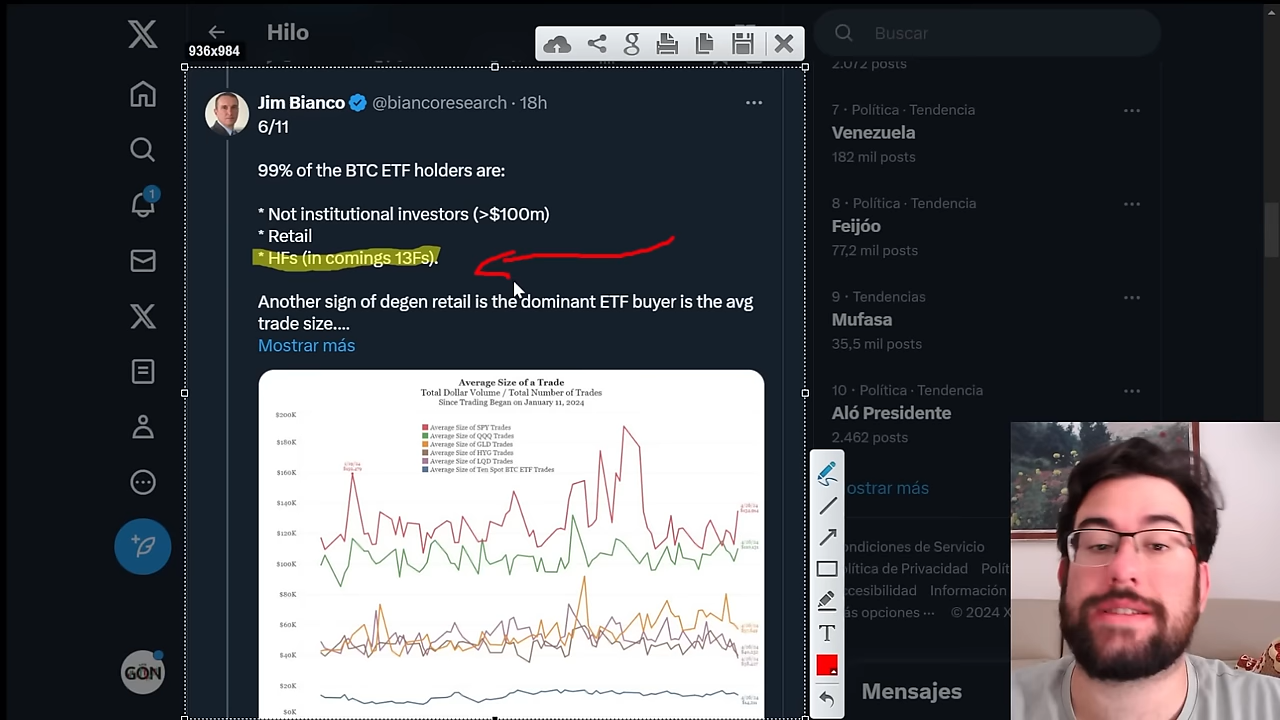 Hilo
Buscar
936x984
g
Jim Bianco @biancoresearch · 18h
6/11
99% of the BTC ETF holders are:
* Not institutional investors (>$100m)
* Retail
* HFs (in comings 13Fs).
Another sign of degen retail is the dominant ETF buyer is the avg
trade size....
Mostrar más
Average Size of a Trade
Total Dollar Volume / Total Number of Trades
Since Trading Began on January 11, 2024
Average Size of SPY Trades
Average Size of QQQ Trades
Average Size of GLD Trades
Average Size of HYG Trades
Average Size of LQD Trades
Average Size of Ten Spot BTC ETF Trades
$200K
$180K
$160K
$140K
$120K
$100K
$80K
$60K
$40K
$20K
$0K
1
GON
2.072 posts
7 · Política · Tendencia
Venezuela
182 mil posts
8 · Política · Tendencia
Feijóo
77,2 mil posts
9 · Tendencias
Mufasa
35,5 mil posts
10 · Política · Tendencia
Aló Presidente
2.462 posts
ostrar más
ondiciones de Servicio
lítica de Privacidad Polít
cesibilidad Información
ás opciones ··· © 2024 X
Mensajes
T